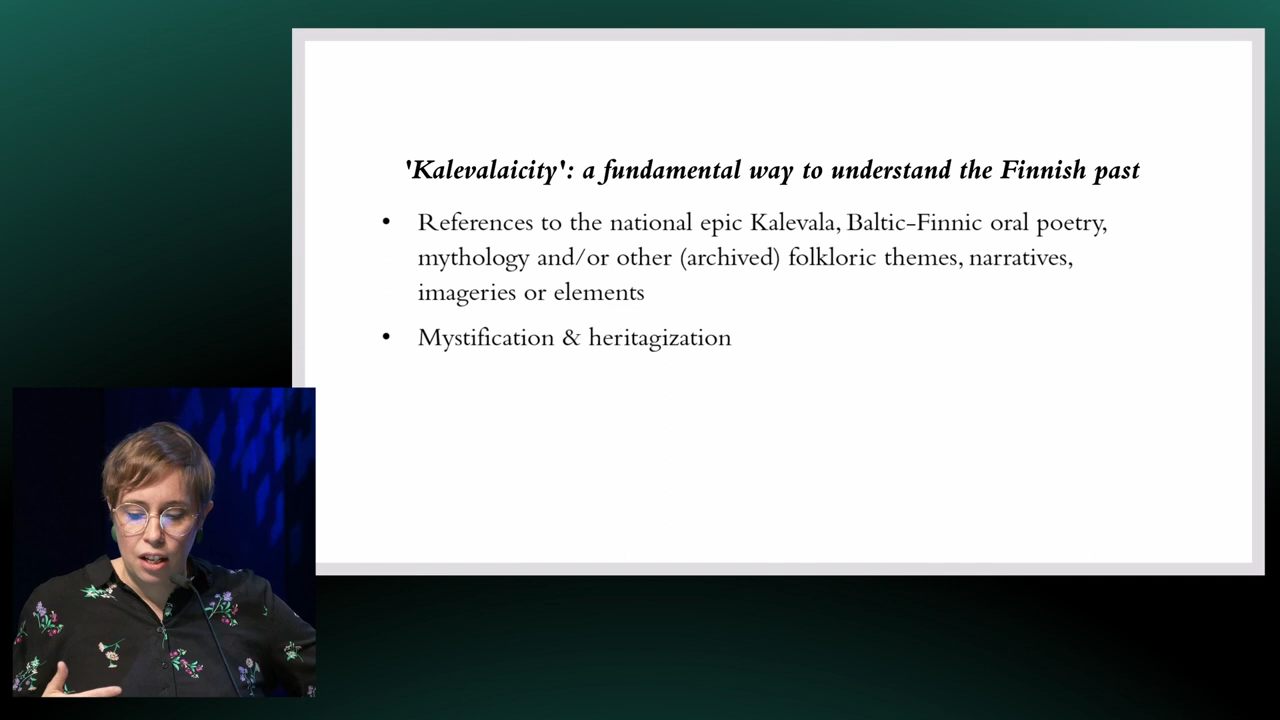 'Kalevalaicity': a fundamental way to understand the Finnish past
• References to the national epic Kalevala, Baltic-Finnic oral poetry,
mythology and/or other (archived) folkloric themes, narratives,
imageries or elements
• Mystification & heritagization